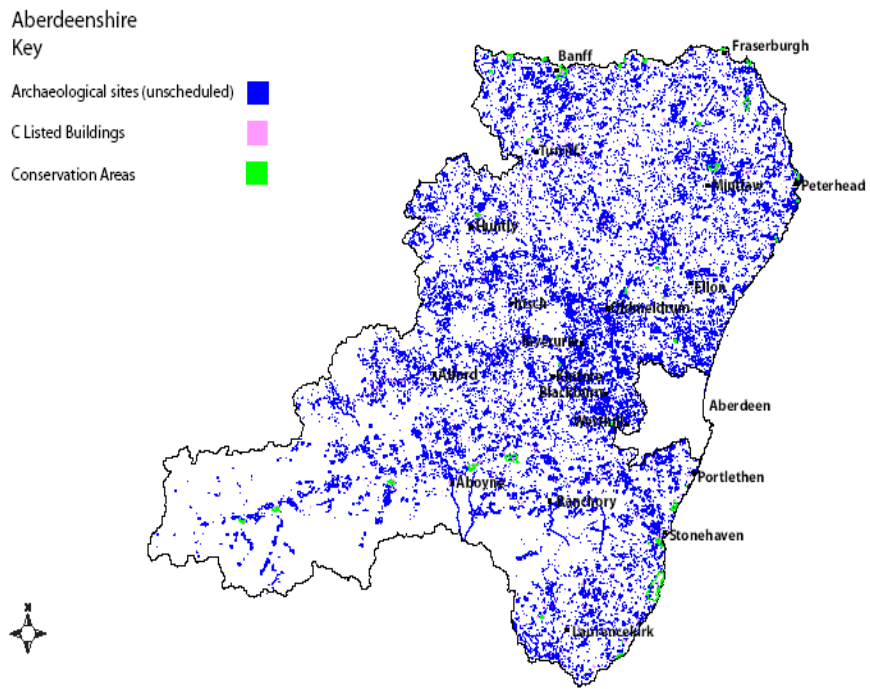 Aberdeenshire
Key
Archaeological sites (unscheduled)
C Listed Buildings
Conservation Areas
Fraserburgh
Banff
Turriff
Mintlaw
Peterhead
Huntly
Ellon
Insch
Oldmeldrum
Inverurie
Alford
Kintore
Blackburn
Aberdeen
Westhill
Portlethen
Aboyne
Banchory
Stonehaven
Laurencekirk
N